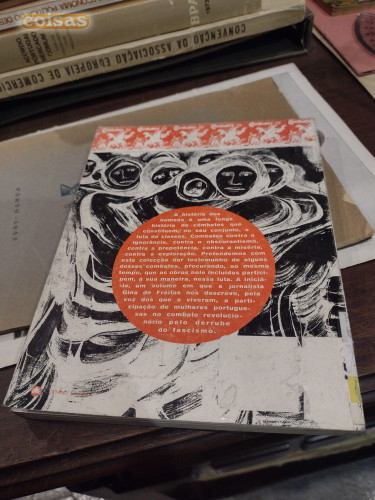 coisas
CONVENÇÃO DA ASSOCIAÇÃO EUROPEIA DE COMERCI
A história dos
homens é uma longa
história de combates que
constituem, no seu conjunto, a
luta de classes. Combates contra a
ignorância, contra o obscurantismo,
contra a prepotência, contra a miséria,
contra a exploração. Pretendemos com
esta colecção dar testemunho de alguns
desses combates, procurando, ao mesmo
tempo, que as obras nela incluídas partici-
pem, à sua maneira, nessa luta. A inicia-
la, um volume em que a jornalista
Gina de Freitas nos descreve, pela
voz dos que a viveram, a parti-
cipação de mulheres portugue-
sas no combate revolucio-
nário pelo derrube
do fascismo.